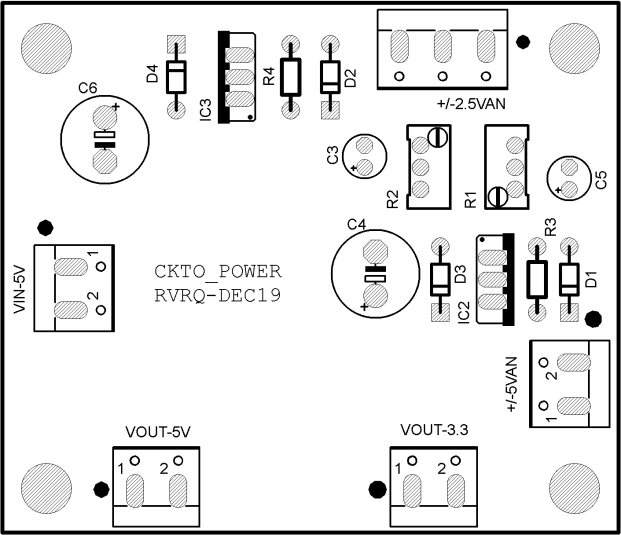 D4
IC3
R4
D2
+/-2.5VAN
C6
C3
R2
R1
C5
C4
R3
VIN-5V
1
2
CKTO_POWER
RVRQ-DEC19
D3
IC2
D1
+/-5VAN
2
1
VOUT-5V
1 2
VOUT-3.3
1 2